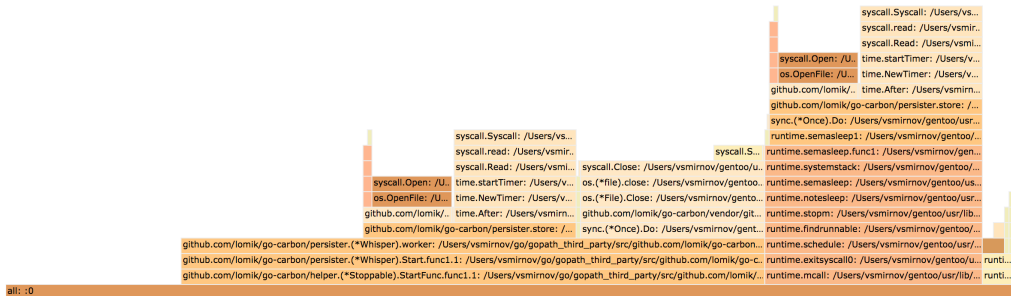 syscall.Syscall: /Users/vs...
syscall.read: /Users/vsmir..
syscall.Read: /Users/vsmi...
syscall.Open: /U... time.startTimer: /Users/v...
os.OpenFile: /U... time.NewTimer: /Users/v...
github.com/lomik/.. time.After: /Users/vsmirn...
github.com/lomik/go-carbon/persister.store: /...
sync.(*Once).Do: /Users/vsmirnov/gentoo/usr...
syscall.Syscall: /Users/vs... runtime.semasleep1: /Users/vsmirnov/gentoo/...
syscall.read: /Users/vsmir.. syscall.S... runtime.semasleep.func1: /Users/vsmirnov/gen...
syscall.Read: /Users/vsmi... syscall.Close: /Users/vsmirnov/gentoo/u... runtime.systemstack: /Users/vsmirnov/gentoo/...
syscall.Open: /U... time.startTimer: /Users/v... os.(*file).close: /Users/vsmirnov/gentoo... runtime.semasleep: /Users/vsmirnov/gentoo/us...
os.OpenFile: /U... time.NewTimer: /Users/v... os.(*File).Close: /Users/vsmirnov/gentoo... runtime.notesleep: /Users/vsmirnov/gentoo/usr...
github.com/lomik/.. time.After: /Users/vsmirn... github.com/lomik/go-carbon/vendor/git... runtime.stopm: /Users/vsmirnov/gentoo/usr/lib...
github.com/lomik/go-carbon/persister.store: /... sync.(*Once).Do: /Users/vsmirnov/gent... runtime.findrunnable: /Users/vsmirnov/gentoo/...
github.com/lomik/go-carbon/persister.(*Whisper).worker: /Users/vsmirnov/go/gopath_third_party/src/github.com/lomik/go-carbon... runtime.schedule: /Users/vsmirnov/gentoo/usr/...
github.com/lomik/go-carbon/persister.(*Whisper).Start.func1.1: /Users/vsmirnov/go/gopath_third_party/src/github.com/lomik/go-c... runtime.exitsyscall0: /Users/vsmirnov/gentoo/u... runti...
github.com/lomik/go-carbon/helper.(*Stoppable).StartFunc.func1.1: /Users/vsmirnov/go/gopath_third_party/src/github.com/lomik/... runtime.mcall: /Users/vsmirnov/gentoo/usr/lib/... runti...
all: :0